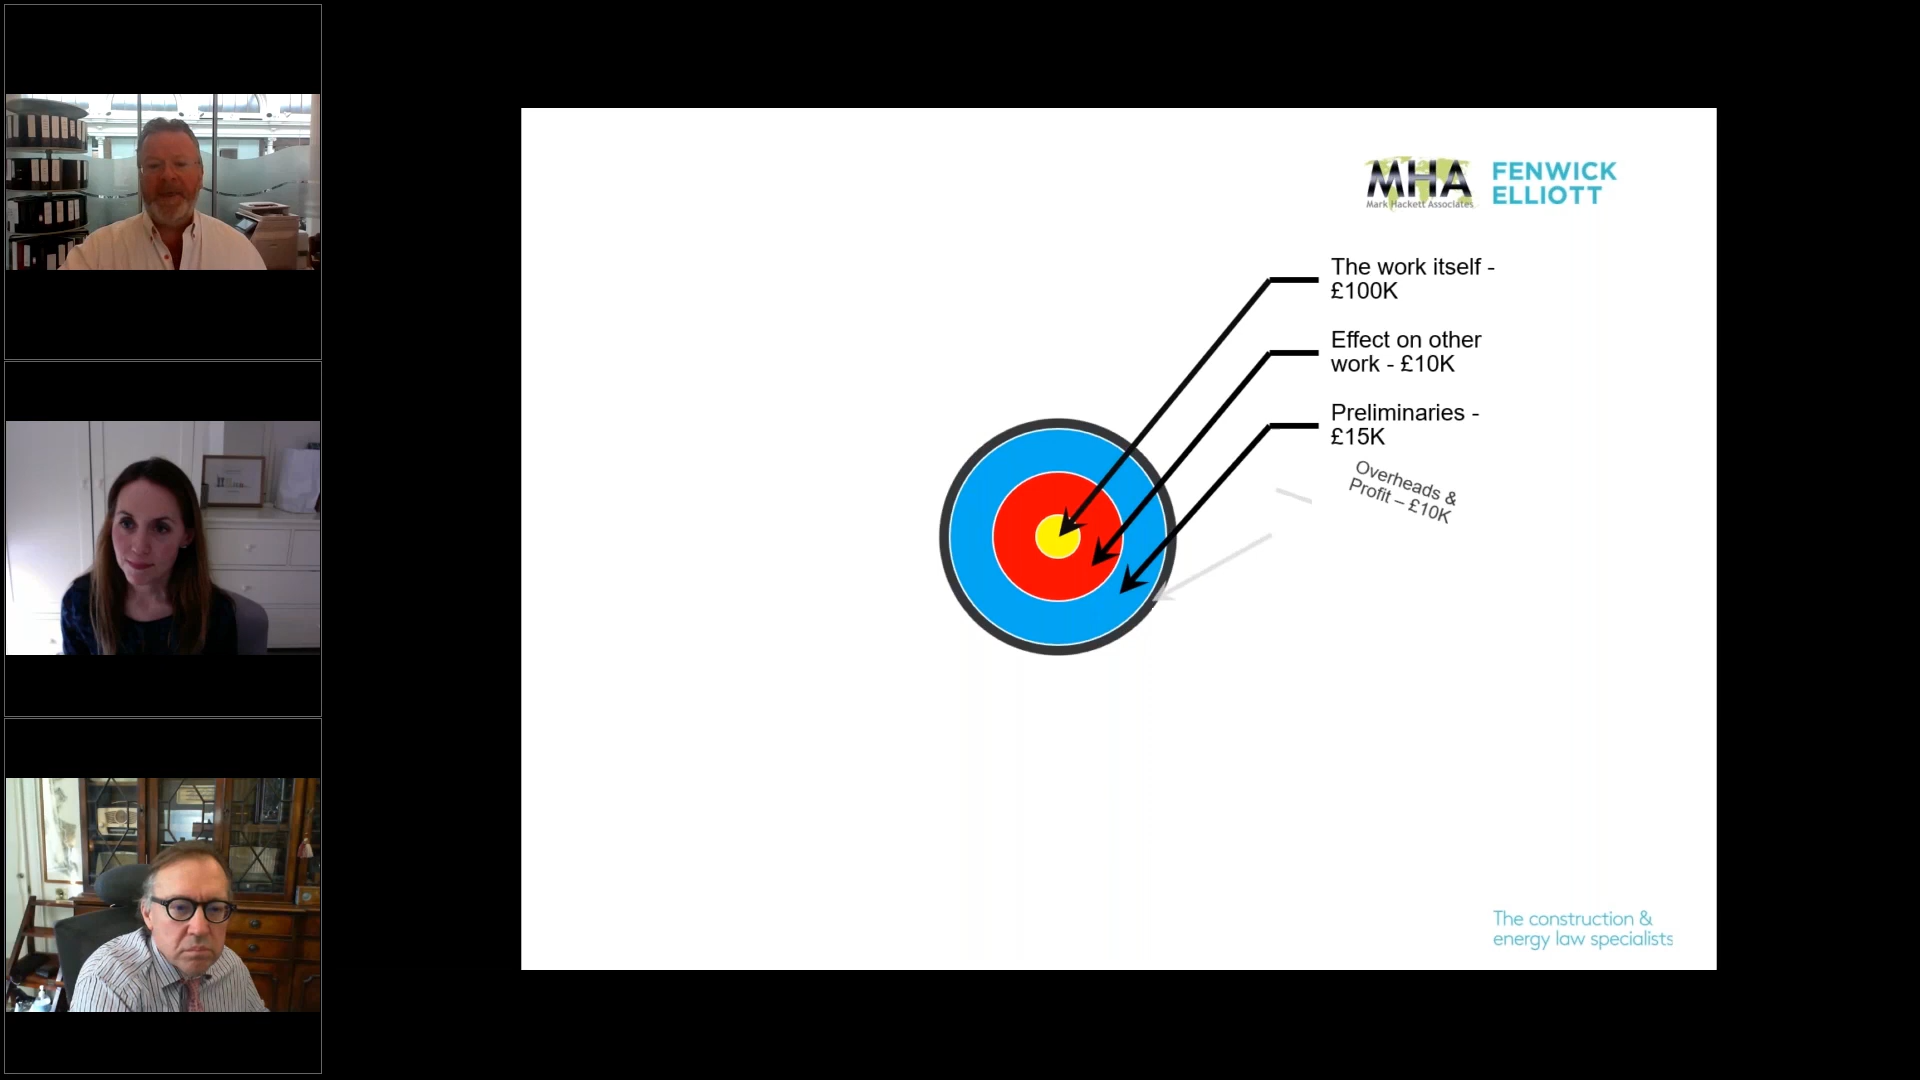 MHA
Mark Hackett Associates
FENWICK
ELLIOTT
The work itself -
£100K
Effect on other
work - £10K
Preliminaries -
£15K
Overheads &
Profit – £10K
The construction &
energy law specialists